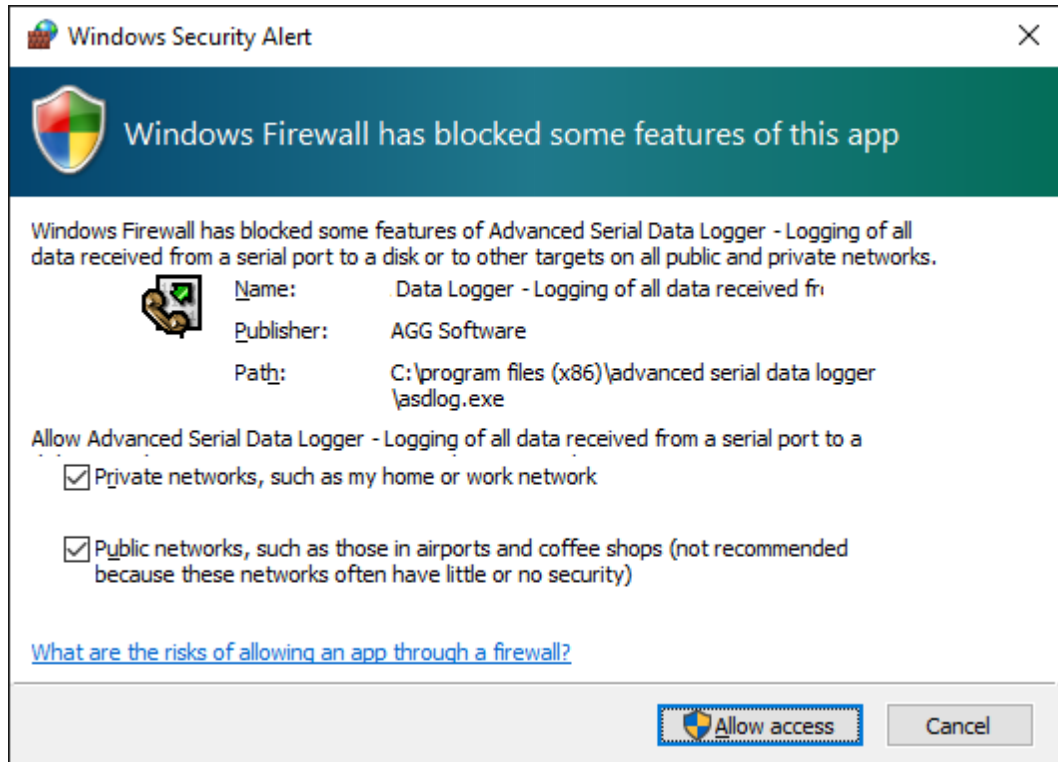 Windows Security Alert
Windows Firewall has blocked some features of this app
Windows Firewall has blocked some features of Advanced Serial Data Logger - Logging of all
data received from a serial port to a disk or to other targets on all public and private networks.
Name: Data Logger - Logging of all data received
Publisher: AGG Software
Path: C:\program files (x86)\advanced serial data logger
\asdlog.exe
Allow Advanced Serial Data Logger - Logging of all data received from a serial port to a
Private networks, such as my home or work network
Public networks, such as those in airports and coffee shops (not recommended
because these networks often have little or no security)
What are the risks of allowing an app through a firewall?
Allow access Cancel